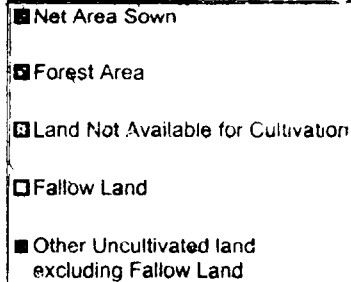 Net Area Sown
Forest Area
Land Not Available for Cultivation
Fallow Land
Other Uncultivated land
excluding Fallow Land